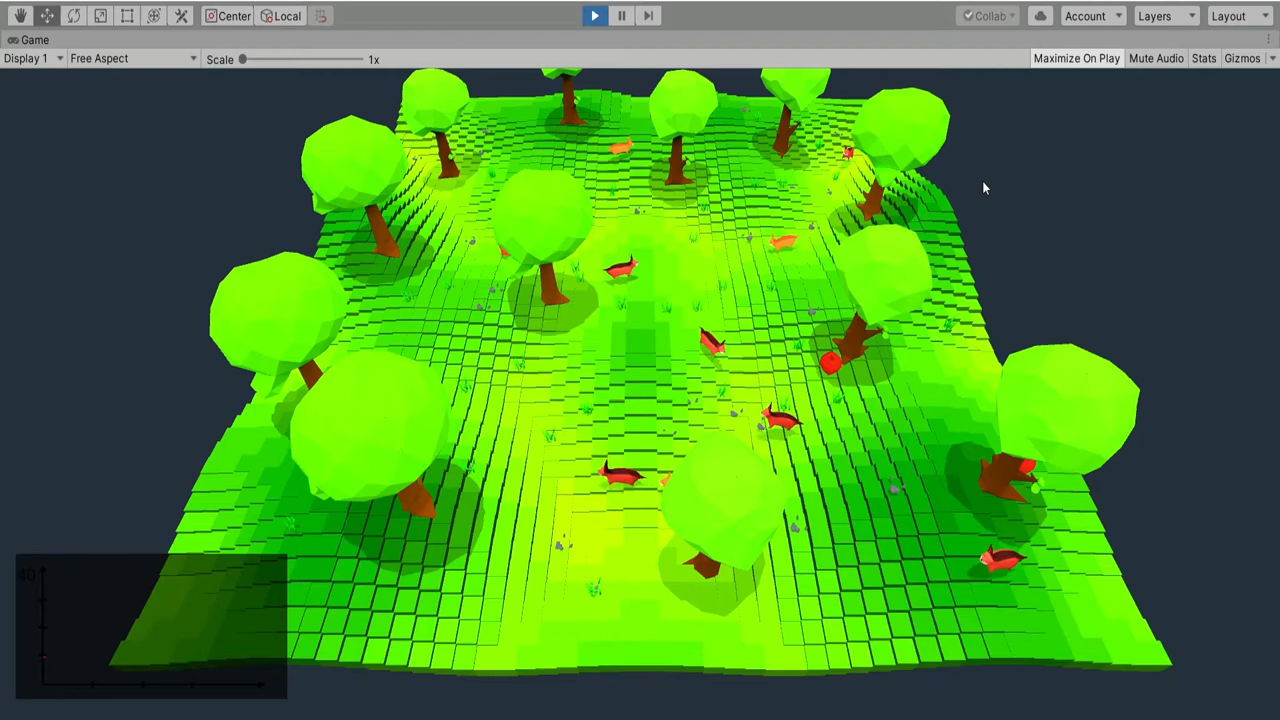 Center Local Collab Account Layers Layout
Game
Display 1 Free Aspect Scale 1x Maximize On Play Mute Audio Stats Gizmos
40